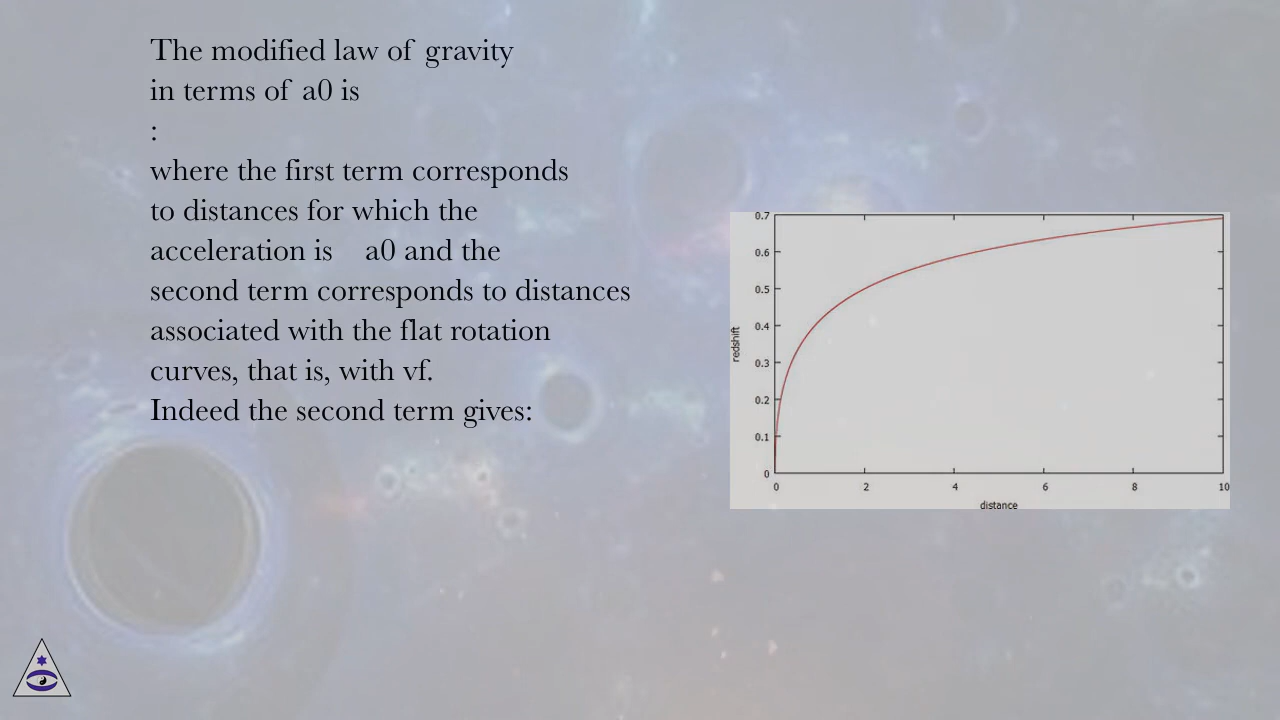 The modified law of gravity
in terms of a0 is
:
where the first term corresponds
to distances for which the
acceleration is a0 and the
second term corresponds to distances
associated with the flat rotation
curves, that is, with vf.
Indeed the second term gives:
0.7
0.6
0.5
0.4
0.3
0.2
0.1
0
redshift
0 2 4 6 8 10
distance